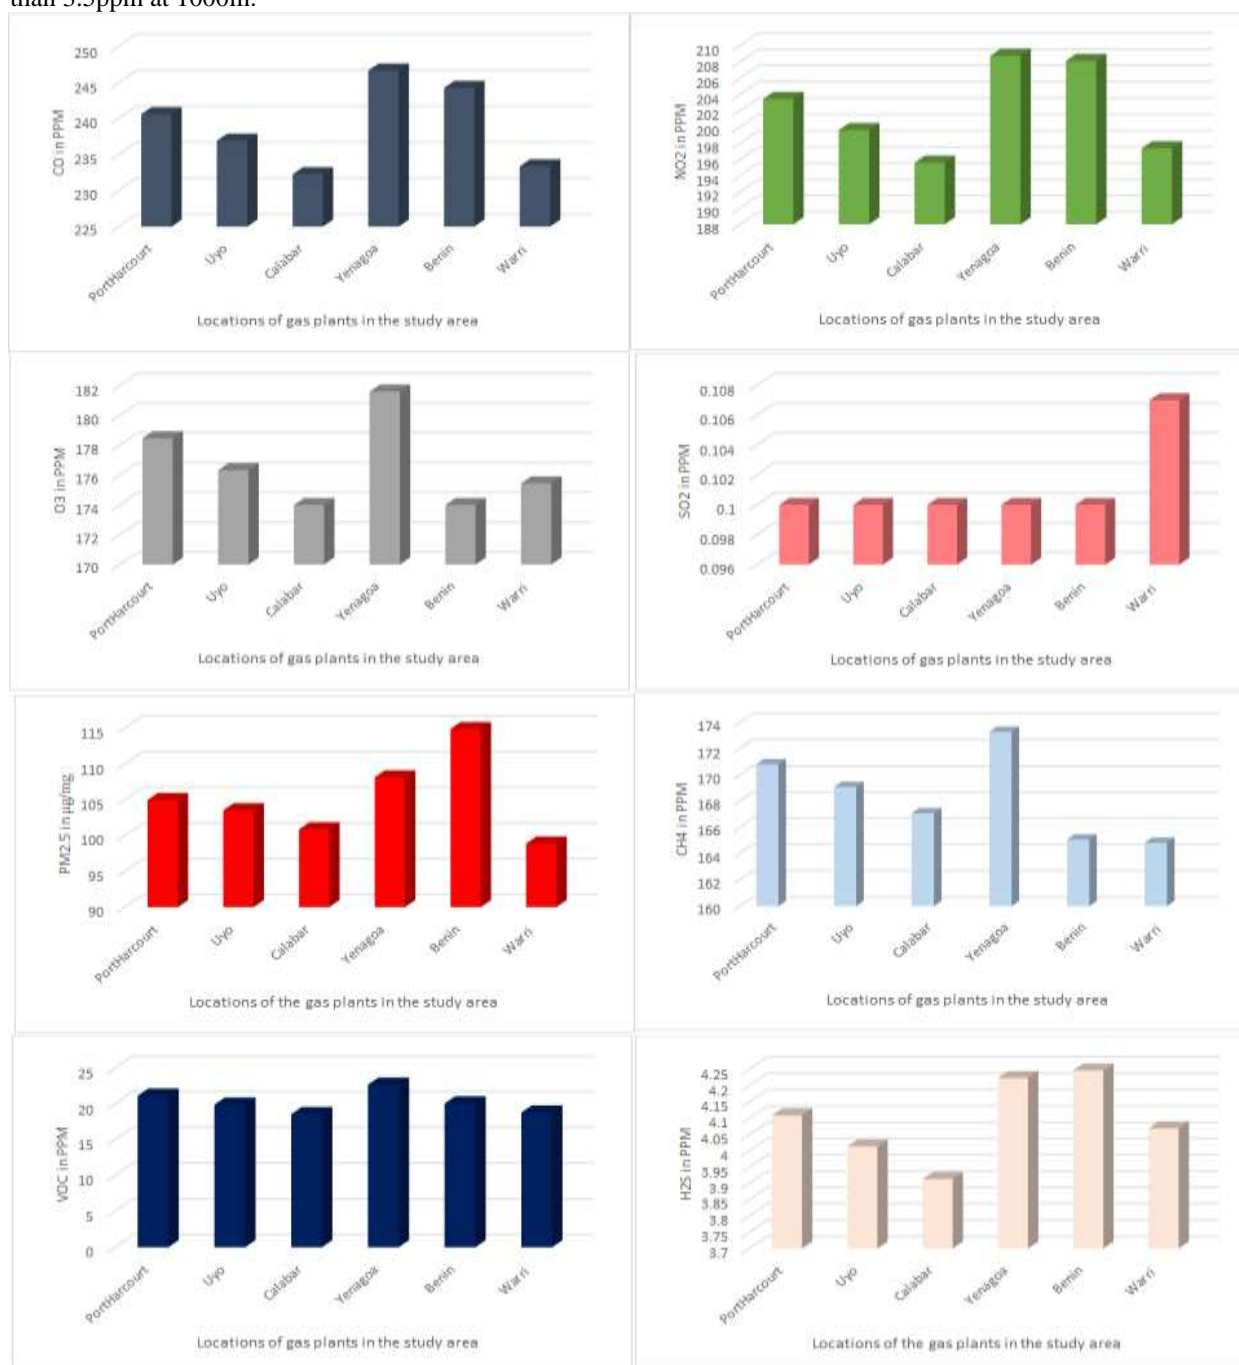 than 3.5ppm at 1000m.
CO in PPM
250
245
240
235
230
225
PortHarcourt
Uyo
Calabar
Yenagoa
Benin
Warri
Locations of gas plants in the study area
NO2 in PPM
210
208
206
204
202
200
198
196
194
192
190
188
PortHarcourt
Uyo
Calabar
Yenagoa
Benin
Warri
Locations of gas plants in the study area
O3 in PPM
182
180
178
176
174
172
170
PortHarcourt
Uyo
Calabar
Yenagoa
Benin
Warri
Locations of gas plants in the study area
SO2 in PPM
0.108
0.106
0.104
0.102
0.1
0.098
0.096
PortHarcourt
Uyo
Calabar
Yenagoa
Benin
Warri
Locations of gas plants in the study area
PM2.5 in µg/mg
115
110
105
100
95
90
PortHarcourt
Uyo
Calabar
Yenagoa
Benin
Warri
Locations of the gas plants in the study area
CH4 in PPM
174
172
170
168
166
164
162
160
PortHarcourt
Uyo
Calabar
Yenagoa
Benin
Warri
Locations of gas plants in the study area
VOC in PPM
25
20
15
10
5
0
PortHarcourt
Uyo
Calabar
Yenagoa
Benin
Warri
Locations of gas plants in the study area
H2S in PPM
4.25
4.2
4.15
4.1
4.05
4
3.95
3.9
3.85
3.8
3.75
3.7
PortHarcourt
Uyo
Calabar
Yenagoa
Benin
Warri
Locations of the gas plants in the study area